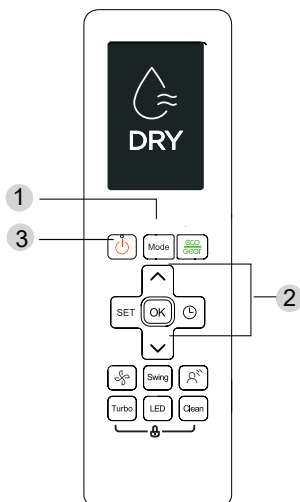 DRY
1
3
Mode
eco
Gear
2
SET
OK
Swing
Turbo
LED
Clean